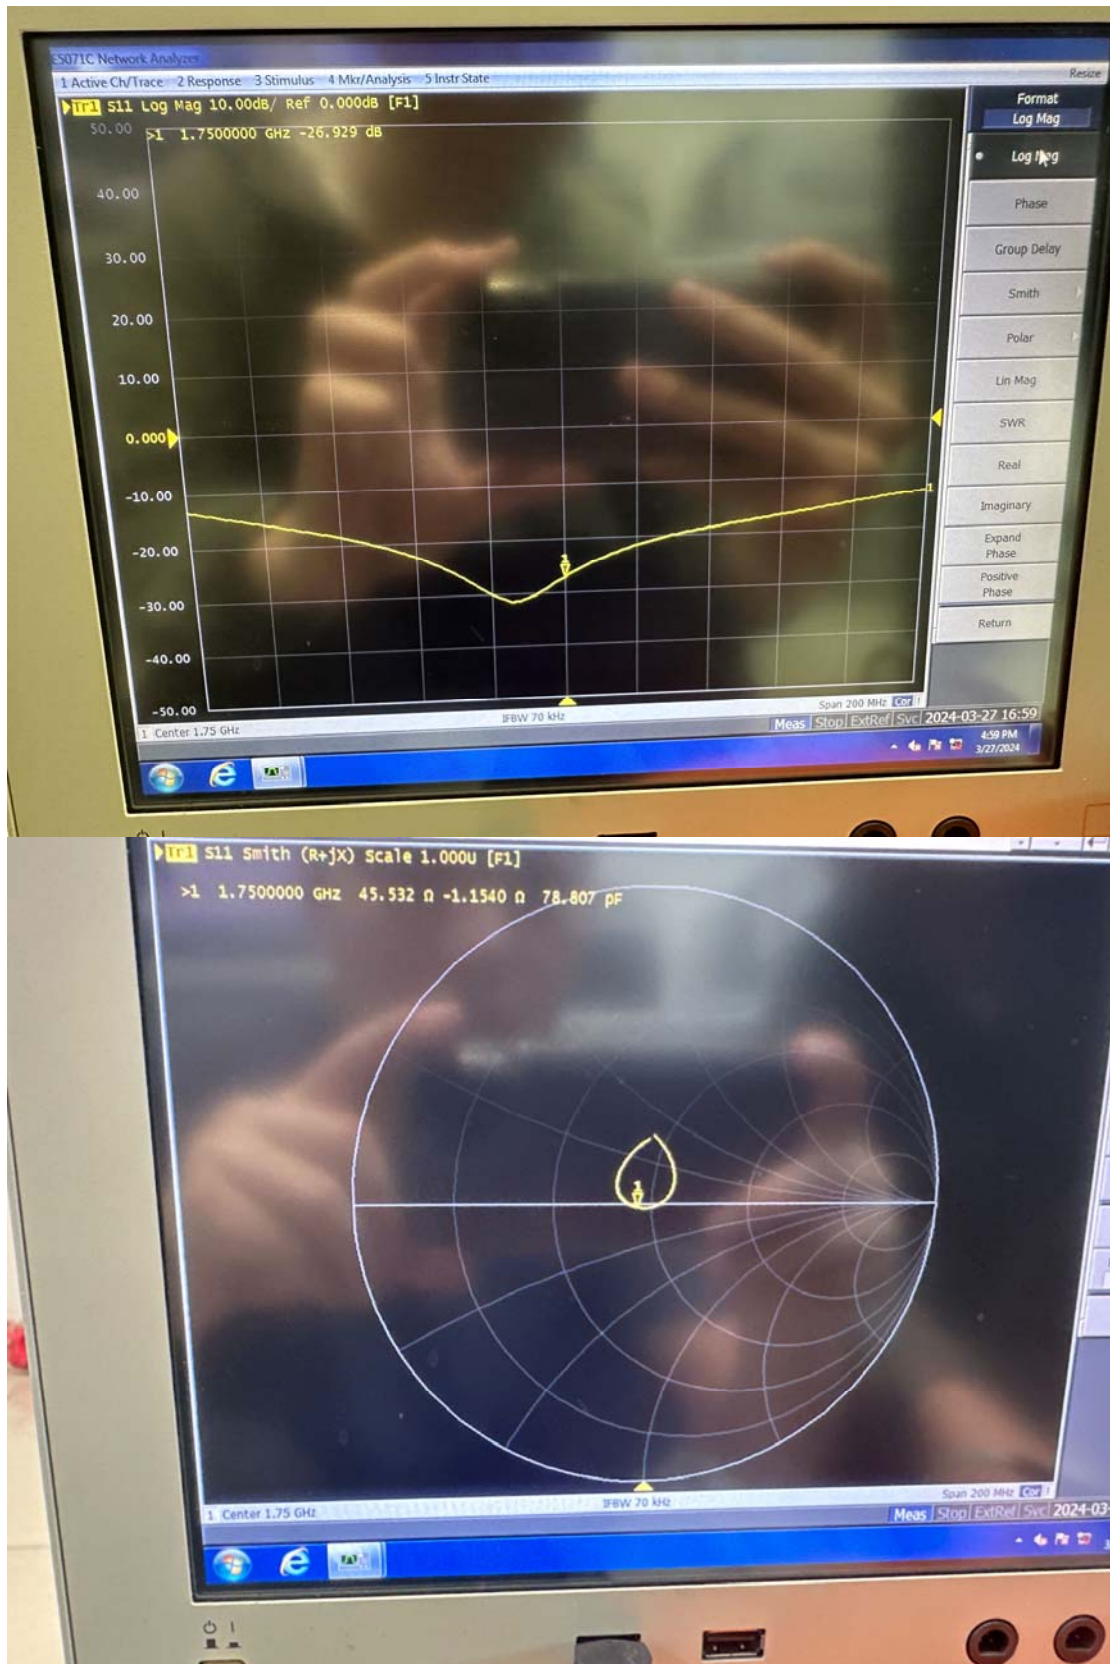 E5071C Network Analyzer
1 Active Ch/Trace 2 Response 3 Stimulus 4 Mkr/Analysis 5 Instr State
Resize
Tr1 S11 Log Mag 10.00dB/ Ref 0.000dB [F1]
>1 1.7500000 GHz -26.929 dB
50.00
40.00
30.00
20.00
10.00
0.000
-10.00
-20.00
-30.00
-40.00
-50.00
1
1
Format
Log Mag
Log Mag
Phase
Group Delay
Smith
Polar
Lin Mag
SWR
Real
Imaginary
Expand
Phase
Positive
Phase
Return
1 Center 1.75 GHz
IFBW 70 kHz
Span 200 MHz Cor !
Meas Stop ExtRef Svc 2024-03-27 16:59
4:59 PM
3/27/2024
Tr1 S11 Smith (R+jX) Scale 1.000U [F1]
>1 1.7500000 GHz 45.532 Ω -1.1540 Ω 78.807 pF
1
1 Center 1.75 GHz
IFBW 70 kHz
Span 200 MHz Cor !
Meas Stop ExtRef Svc 2024-03-